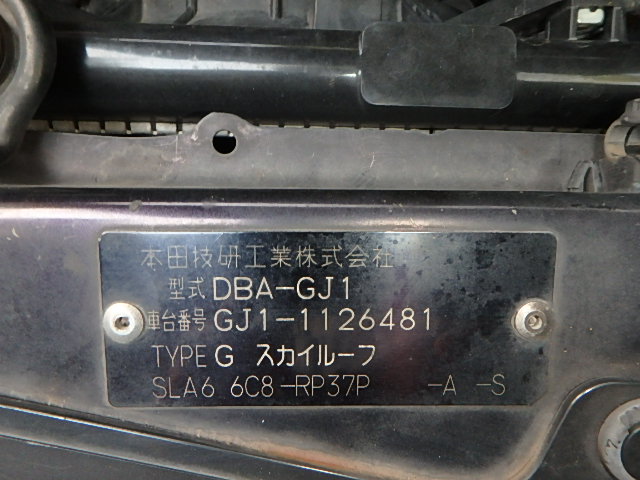 本田技研工業株式会社
型式 DBA-GJ1
車台番号 GJ1-1126481
TYPE G スカイルーフ
SLA6 6C8-RP37P -A -S